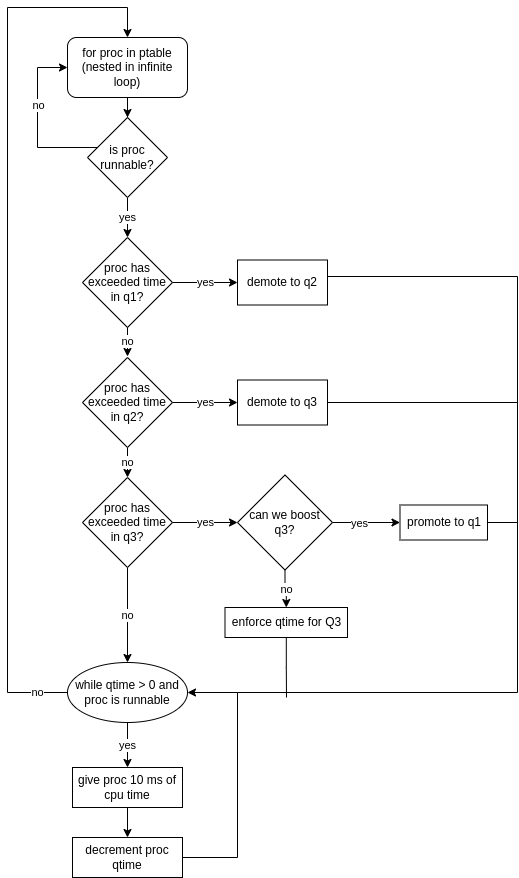 for proc in ptable
(nested in infinite
loop)
no
is proc
runnable?
yes
proc has
exceeded time
in q1?
yes
demote to q2
no
proc has
exceeded time
in q2?
yes
demote to q3
no
proc has
exceeded time
in q3?
yes
can we boost
q3?
yes
promote to q1
no
no
enforce qtime for Q3
while qtime > 0 and
proc is runnable
no
yes
give proc 10 ms of
cpu time
decrement proc
qtime